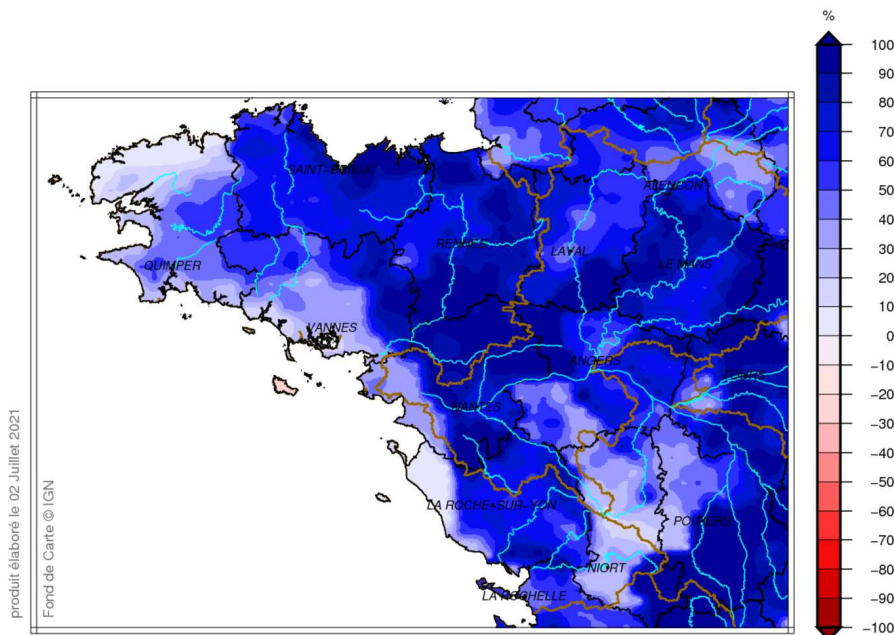 %
100
90
80
70
60
50
40
30
20
10
0
−10
−20
−30
−40
−50
−60
−70
−80
−90
−100
ALENÇON
RENNES
LAVAL
LE MANS
QUIMPER
VANNES
ANGERS
NANTES
LA ROCHE−SUR−YON
POITIERS
NIORT
LA ROCHELLE
produit élaboré le 02 Juillet 2021
Fond de Carte © IGN